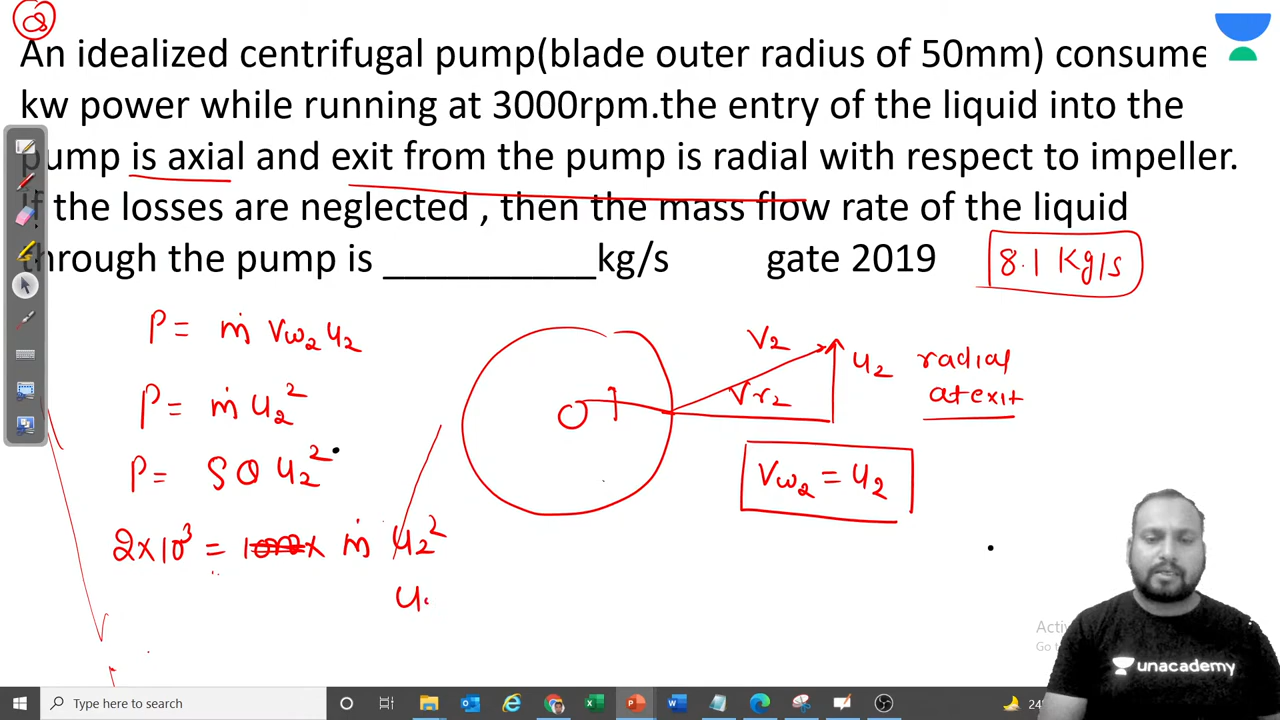 8
An idealized centrifugal pump(blade outer radius of 50mm) consume
kw power while running at 3000rpm.the entry of the liquid into the
pump is axial and exit from the pump is radial with respect to impeller.
If the losses are neglected , then the mass flow rate of the liquid
through the pump is __________kg/s gate 2019 8.1 Kg/s
P = ṁ Vw2 u2
P = ṁ u2²
P = SQ u2²
2×10³ = ṁ u2²
u
V2
Vr2
u2 radial
at exit
Vw2 = u2
unacademy
Type here to search